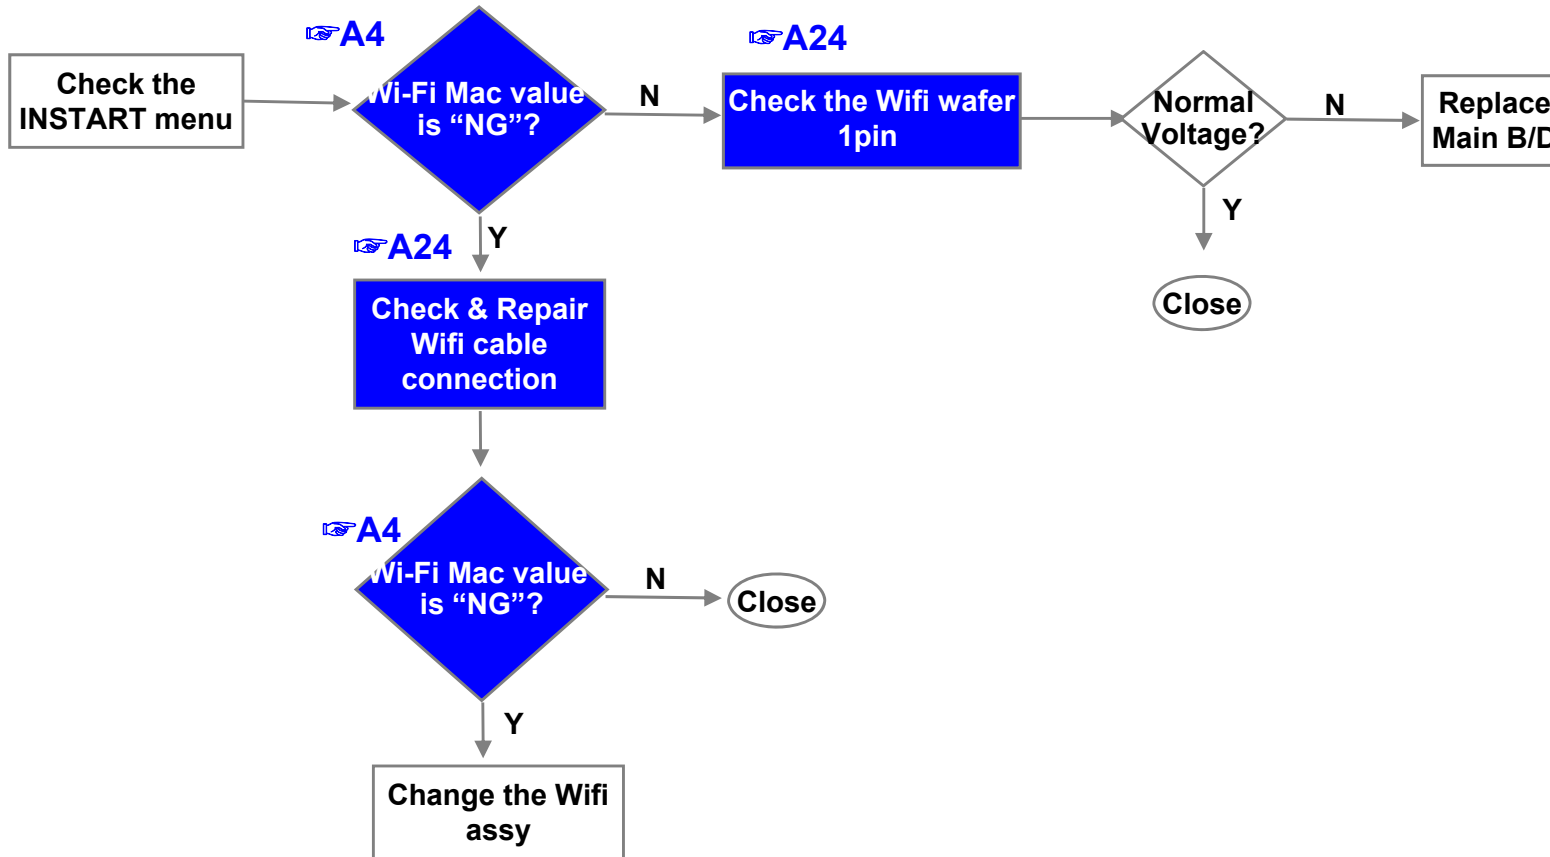 ☞A4
☞A24
Check the
INSTART menu
Wi-Fi Mac value
is “NG”?
N
Check the Wifi wafer
1pin
Normal
Voltage?
N
Replace
Main B/D
Y
☞A24
Y
Close
Check & Repair
Wifi cable
connection
☞A4
Wi-Fi Mac value
is “NG”?
N
Close
Y
Change the Wifi
assy